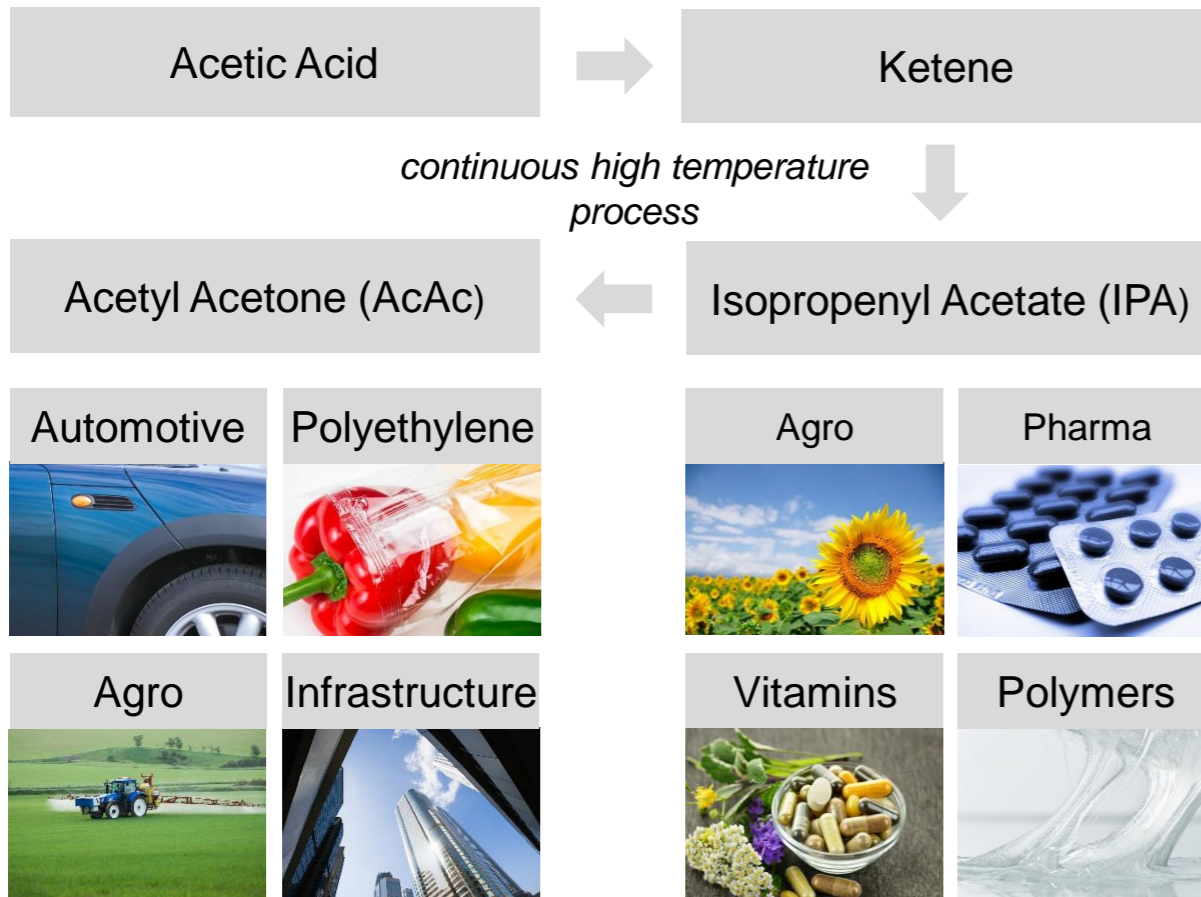 Acetic Acid
Ketene
continuous high temperature
process
Acetyl Acetone (AcAc)
Isopropenyl Acetate (IPA)
Automotive
Polyethylene
Agro
Pharma
Agro
Infrastructure
Vitamins
Polymers